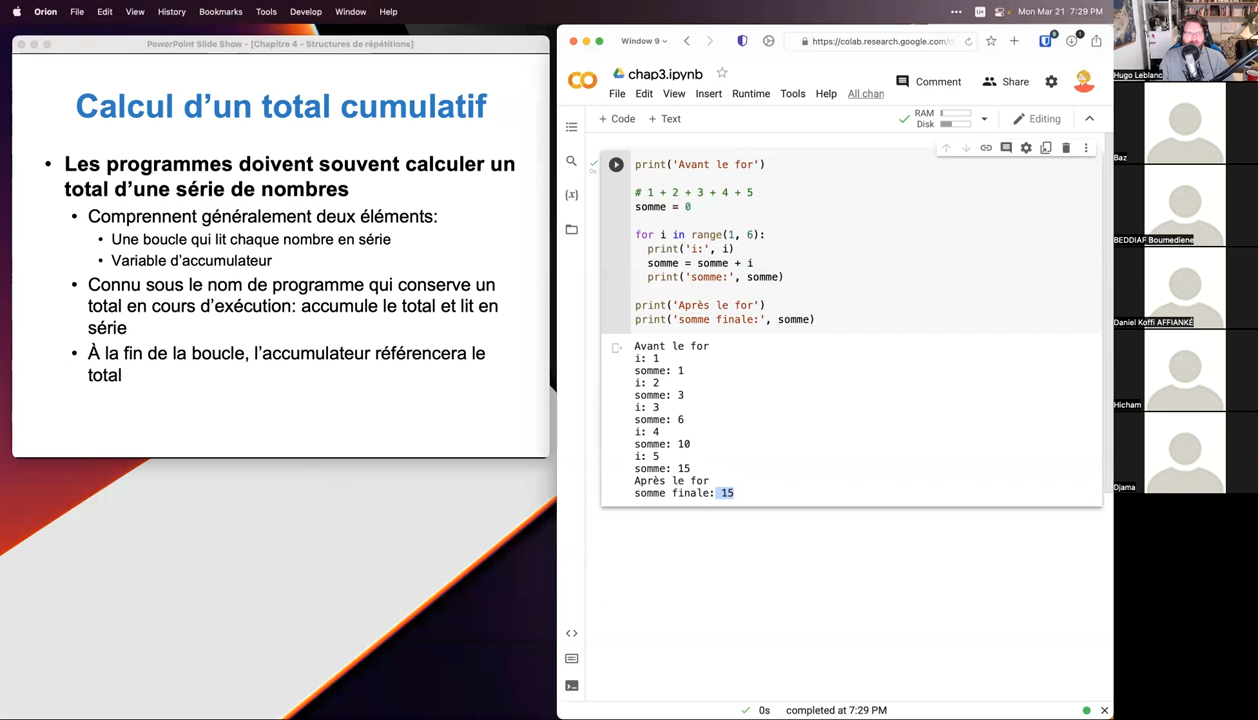 Orion File Edit View History Bookmarks Tools Develop Window Help
Mon Mar 21 7:29 PM
PowerPoint Slide Show - [Chapitre 4 - Structures de répétitions]
Calcul d’un total cumulatif
• Les programmes doivent souvent calculer un
total d’une série de nombres
• Comprennent généralement deux éléments:
• Une boucle qui lit chaque nombre en série
• Variable d’accumulateur
• Connu sous le nom de programme qui conserve un
total en cours d’exécution: accumule le total et lit en
série
• À la fin de la boucle, l’accumulateur référencera le
total
Window 9
https://colab.research.google.com/
chap3.ipynb
Comment
Share
File Edit View Insert Runtime Tools Help All chan
+ Code + Text
RAM
Disk
Editing
0s
print('Avant le for')
# 1 + 2 + 3 + 4 + 5
somme = 0
for i in range(1, 6):
print('i:', i)
somme = somme + i
print('somme:', somme)
print('Après le for')
print('somme finale:', somme)
Avant le for
i: 1
somme: 1
i: 2
somme: 3
i: 3
somme: 6
i: 4
somme: 10
i: 5
somme: 15
Après le for
somme finale: 15
0s completed at 7:29 PM
Hugo Leblanc
Baz
BEDDIAF Boumediene
Daniel Koffi AFFIANKÉ
Hicham
Djama